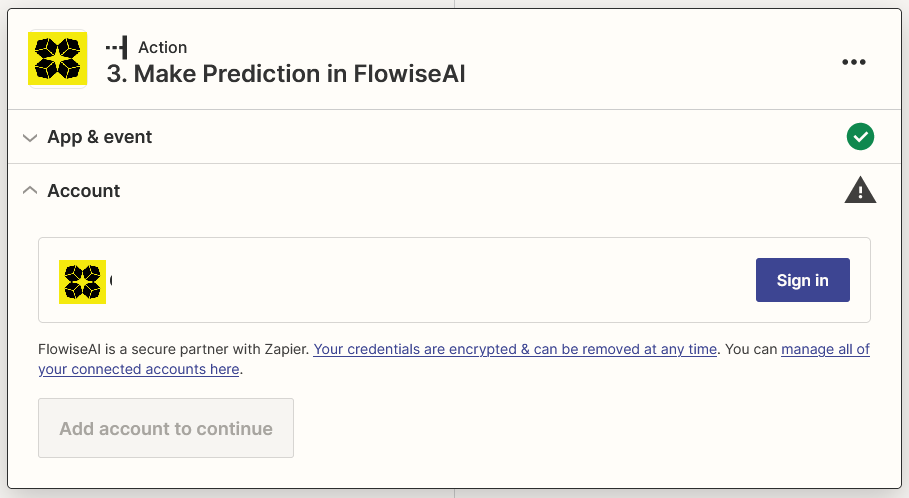 Action
3. Make Prediction in FlowiseAI
App & event
Account
Sign in
FlowiseAI is a secure partner with Zapier. Your credentials are encrypted & can be removed at any time. You can manage all of
your connected accounts here.
Add account to continue